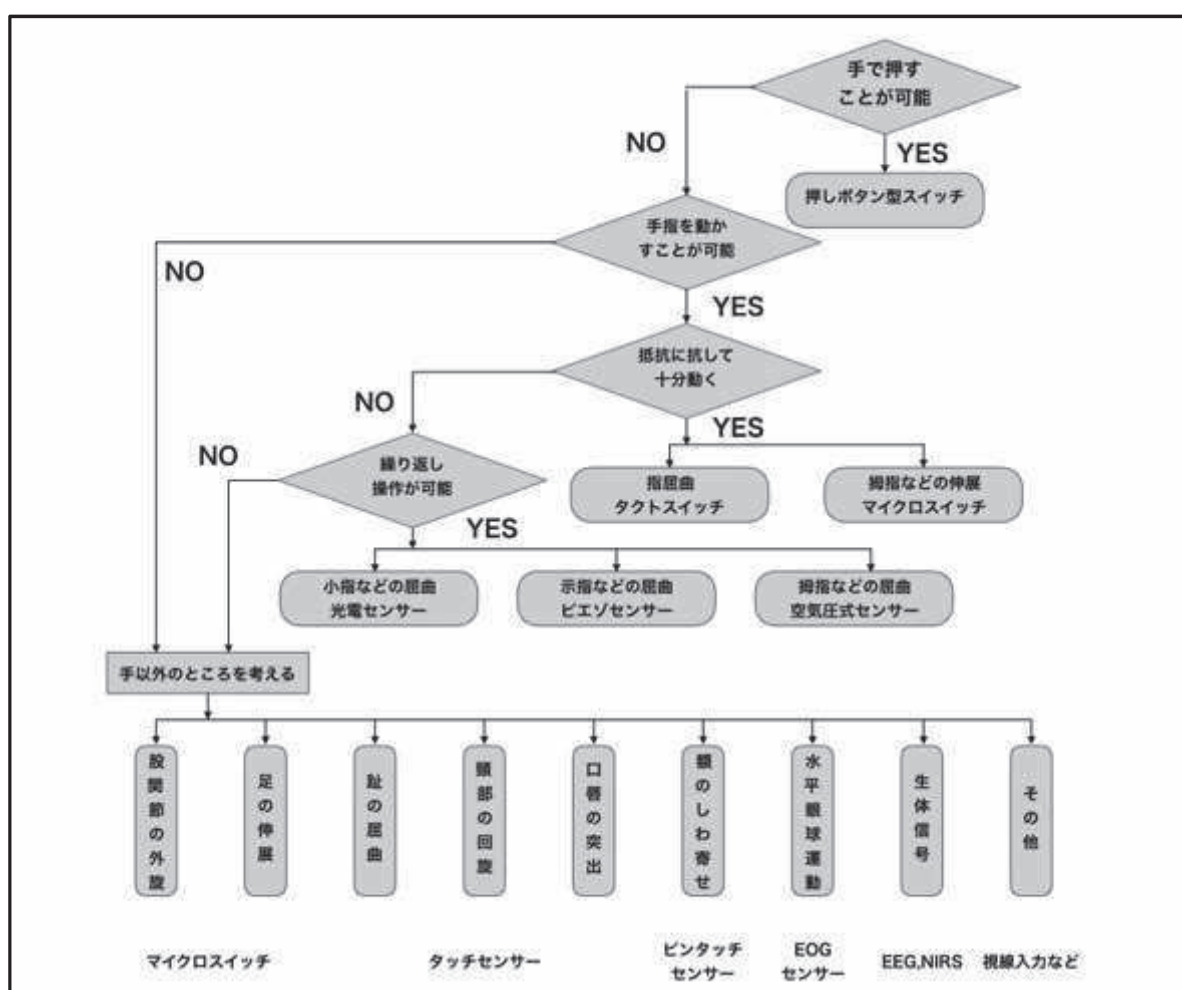 手で押す
ことが可能
NO
YES
押しボタン型スイッチ
手指を動か
すことが可能
NO
YES
抵抗に抗して
十分動く
NO
YES
繰り返し
操作が可能
NO
YES
指屈曲
タクトスイッチ
拇指などの伸展
マイクロスイッチ
小指などの屈曲
光電センサー
示指などの屈曲
ピエゾセンサー
拇指などの屈曲
空気圧式センサー
手以外のところを考える
股関節の外旋
足の伸展
趾の屈曲
頸部の回旋
口唇の突出
額のしわ寄せ
水平眼球運動
生体信号
その他
マイクロスイッチ
タッチセンサー
ピンタッチ
センサー
EOG
センサー
EEG,NIRS
視線入力など